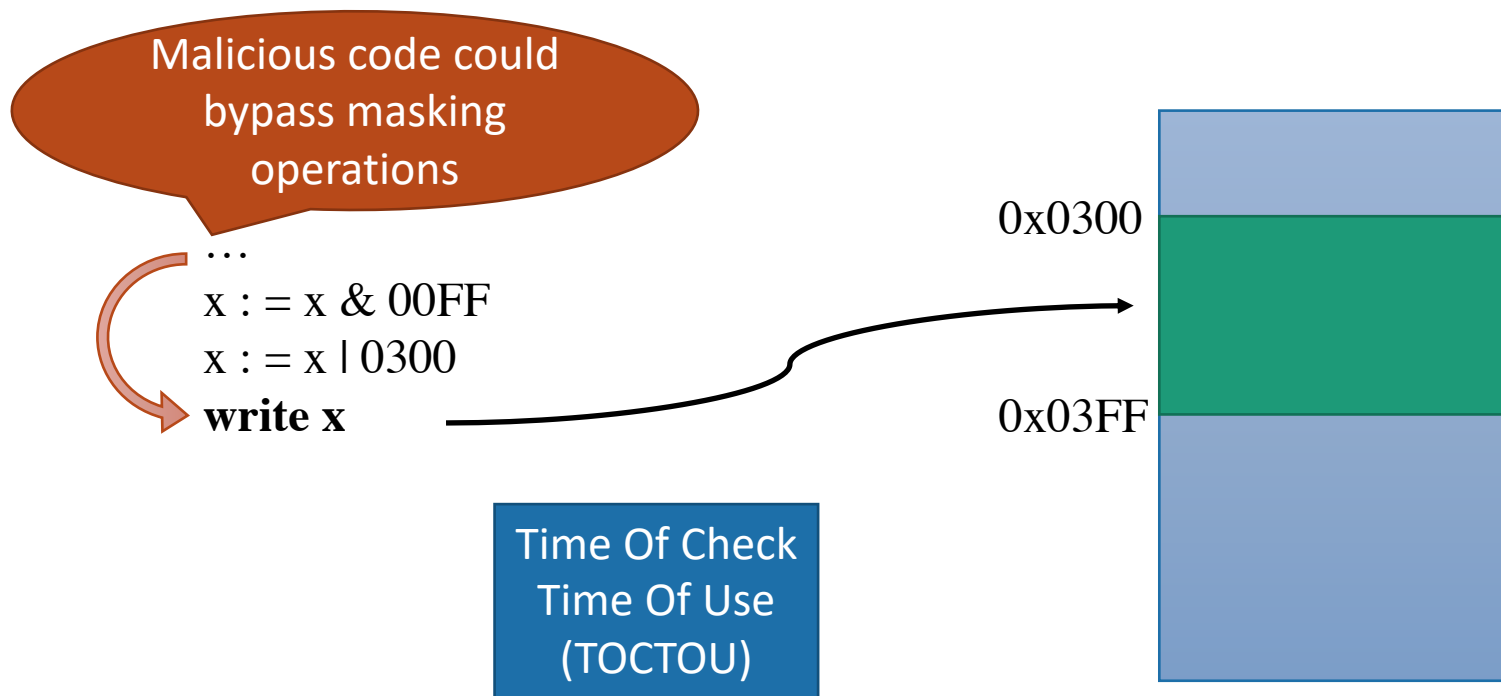 Malicious code could
bypass masking
operations
…
x : = x & 00FF
x : = x | 0300
write x
0x0300
0x03FF
Time Of Check
Time Of Use
(TOCTOU)